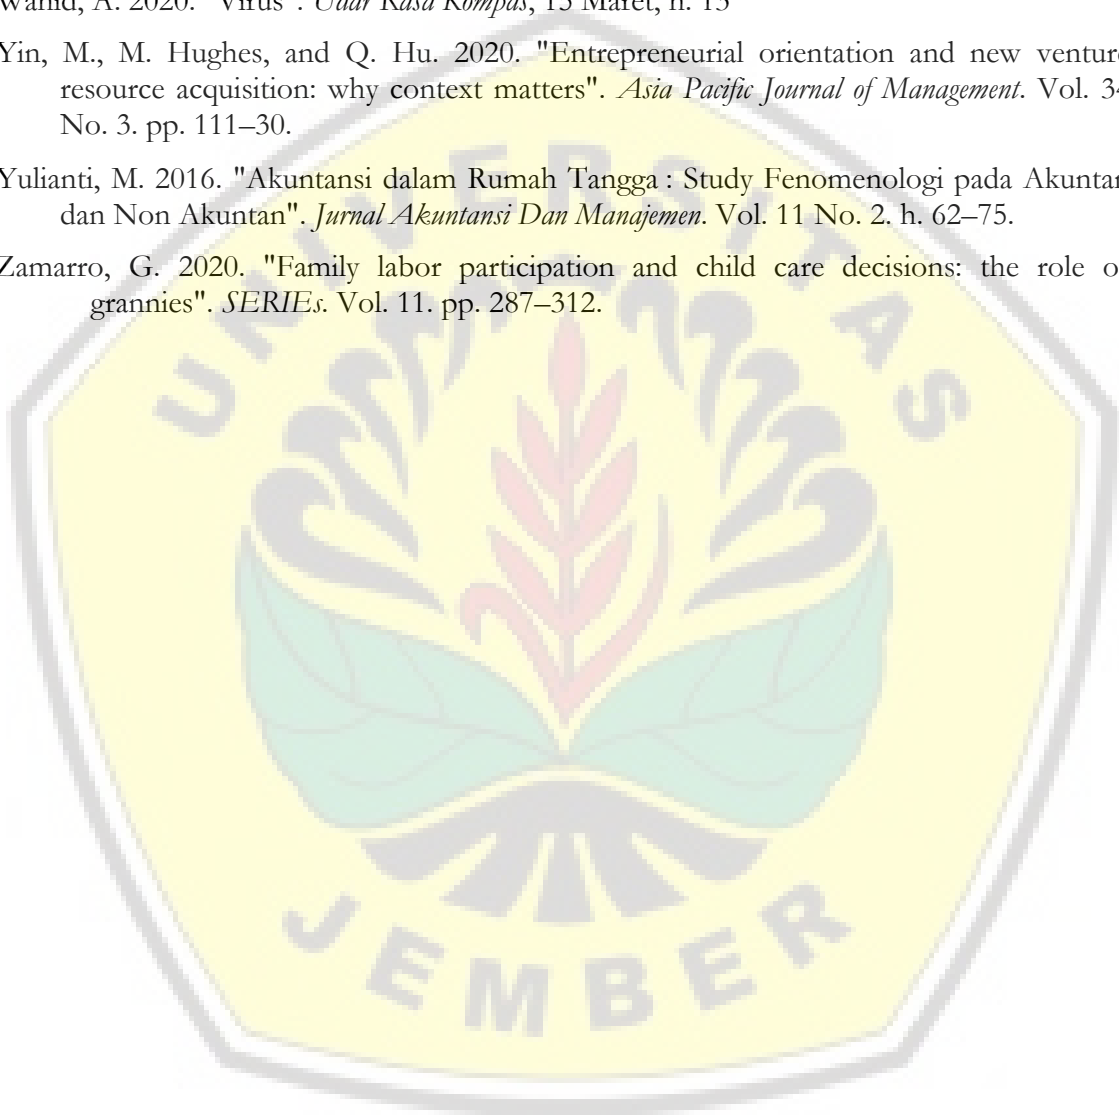 Wahid, A. 2020. "Virus". Udar Rasa Kompas, 15 Maret, h. 15
Yin, M., M. Hughes, and Q. Hu. 2020. "Entrepreneurial orientation and new venture
resource acquisition: why context matters". Asia Pacific Journal of Management. Vol. 34
No. 3. pp. 111–30.
Yulianti, M. 2016. "Akuntansi dalam Rumah Tangga : Study Fenomenologi pada Akuntan
dan Non Akuntan". Jurnal Akuntansi Dan Manajemen. Vol. 11 No. 2. h. 62–75.
Zamarro, G. 2020. "Family labor participation and child care decisions: the role o
grannies". SERIEs. Vol. 11. pp. 287–312.
UNIVERSITAS
JEMBER